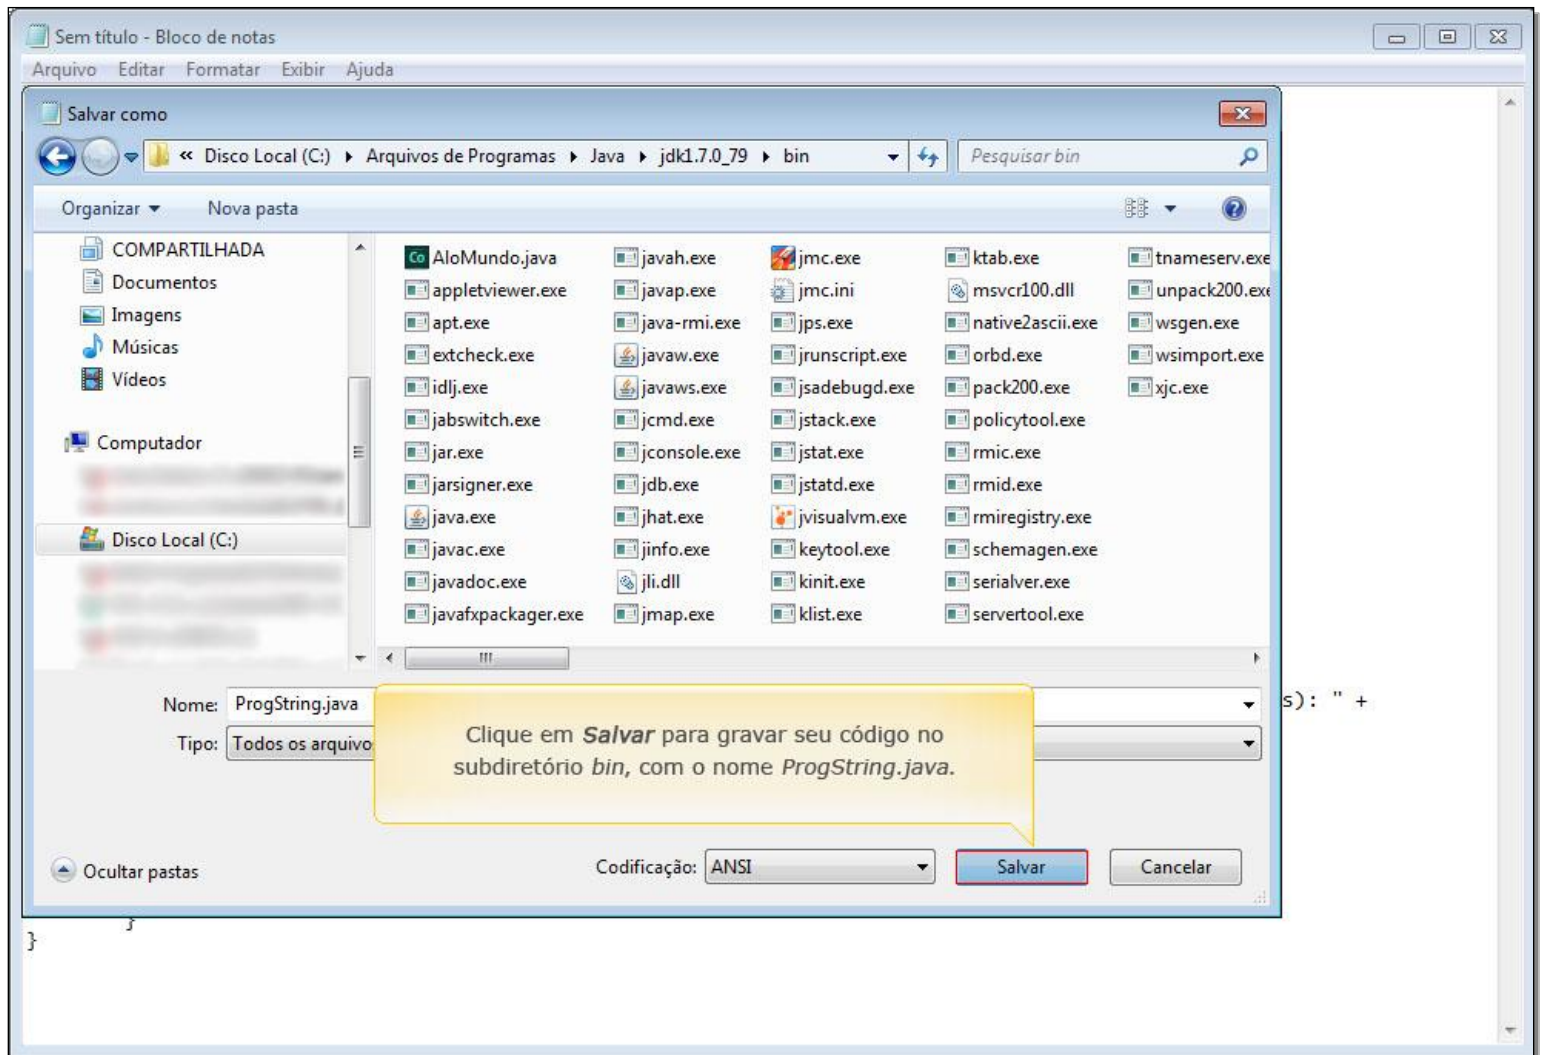 Sem título - Bloco de notas
Arquivo Editar Formatar Exibir Ajuda
Salvar como
« Disco Local (C:) Arquivos de Programas Java jdk1.7.0_79 bin Pesquisar bin
Organizar Nova pasta
COMPARTILHADA
Documentos
Imagens
Músicas
Vídeos
Computador
Disco Local (C:)
AloMundo.java javah.exe jmc.exe ktab.exe tnameserv.exe
appletviewer.exe javap.exe jmc.ini msvcr100.dll unpack200.exe
apt.exe java-rmi.exe jps.exe native2ascii.exe wsgen.exe
extcheck.exe javaw.exe jrunscript.exe orbd.exe wsimport.exe
idlj.exe javaws.exe jsadebugd.exe pack200.exe xjc.exe
jabswitch.exe jcmd.exe jstack.exe policytool.exe
jar.exe jconsole.exe jstat.exe rmic.exe
jarsigner.exe jdb.exe jstatd.exe rmid.exe
java.exe jhat.exe jvisualvm.exe rmiregistry.exe
javac.exe jinfo.exe keytool.exe schemagen.exe
javadoc.exe jli.dll kinit.exe serialver.exe
javafxpackager.exe jmap.exe klist.exe servertool.exe
Nome: ProgString.java
s): " +
Tipo: Todos os arquivo
Clique em Salvar para gravar seu código no
subdiretório bin, com o nome ProgString.java.
Ocultar pastas Codificação: ANSI Salvar Cancelar
}
}